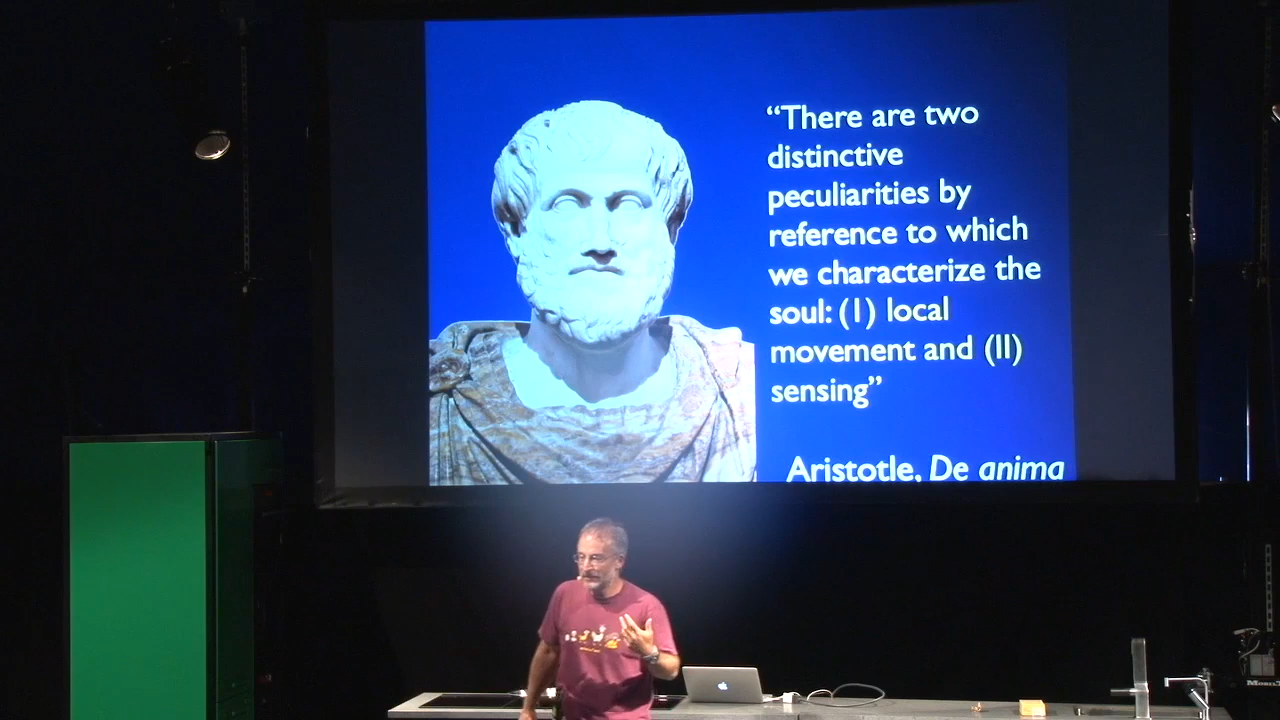 “There are two
distinctive
peculiarities by
reference to which
we characterize the
soul: (I) local
movement and (II)
sensing”
Aristotle, De anima